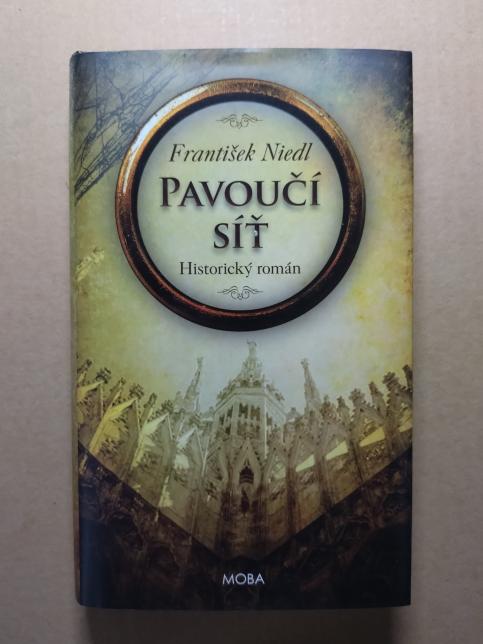 František Niedl
PAVOUČÍ
SÍŤ
Historický román
MOBA